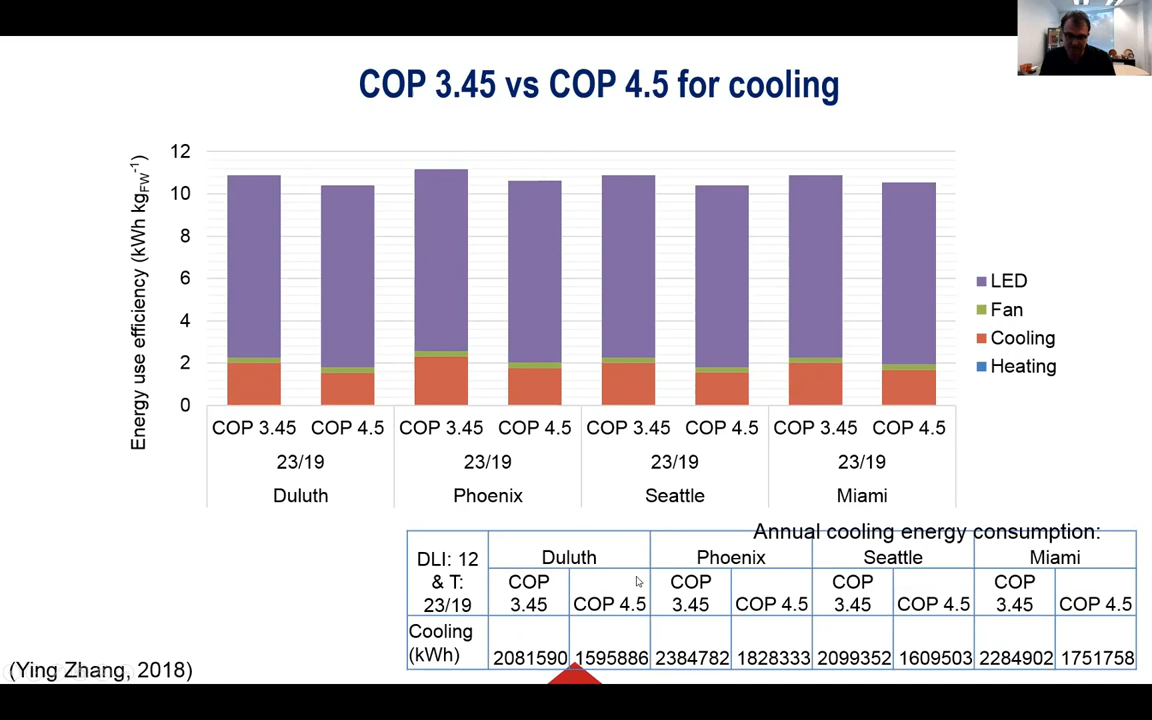 COP 3.45 vs COP 4.5 for cooling
Energy use efficiency (kWh kg_FW^-1)
12
10
8
6
4
2
0
LED
Fan
Cooling
Heating
COP 3.45 COP 4.5 COP 3.45 COP 4.5 COP 3.45 COP 4.5 COP 3.45 COP 4.5
23/19 23/19 23/19 23/19
Duluth Phoenix Seattle Miami
Annual cooling energy consumption:
DLI: 12 & T: 23/19 Duluth Phoenix Seattle Miami
COP 3.45 COP 4.5 COP 3.45 COP 4.5 COP 3.45 COP 4.5 COP 3.45 COP 4.5
Cooling (kWh) 2081590 1595886 2384782 1828333 2099352 1609503 2284902 1751758
(Ying Zhang, 2018)